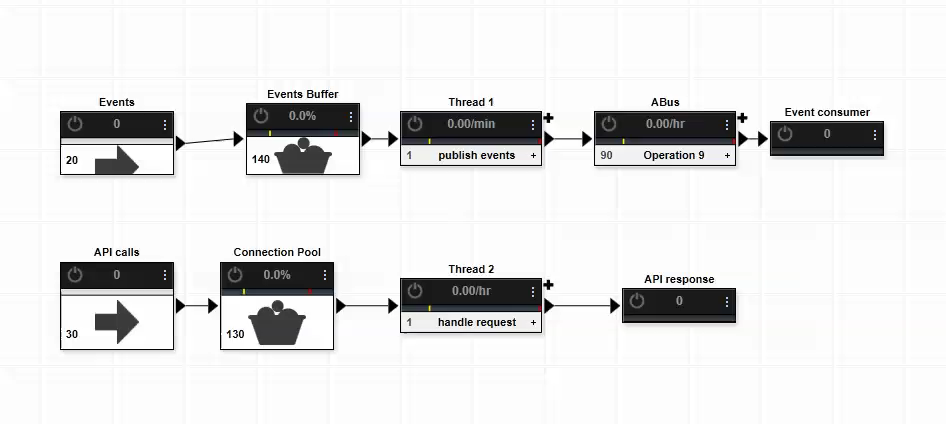 Events
0
20
Events Buffer
0.0%
140
Thread 1
0.00/min
1 publish events +
ABus
0.00/hr
90 Operation 9 +
Event consumer
0
API calls
0
30
Connection Pool
0.0%
130
Thread 2
0.00/hr
1 handle request +
API response
0